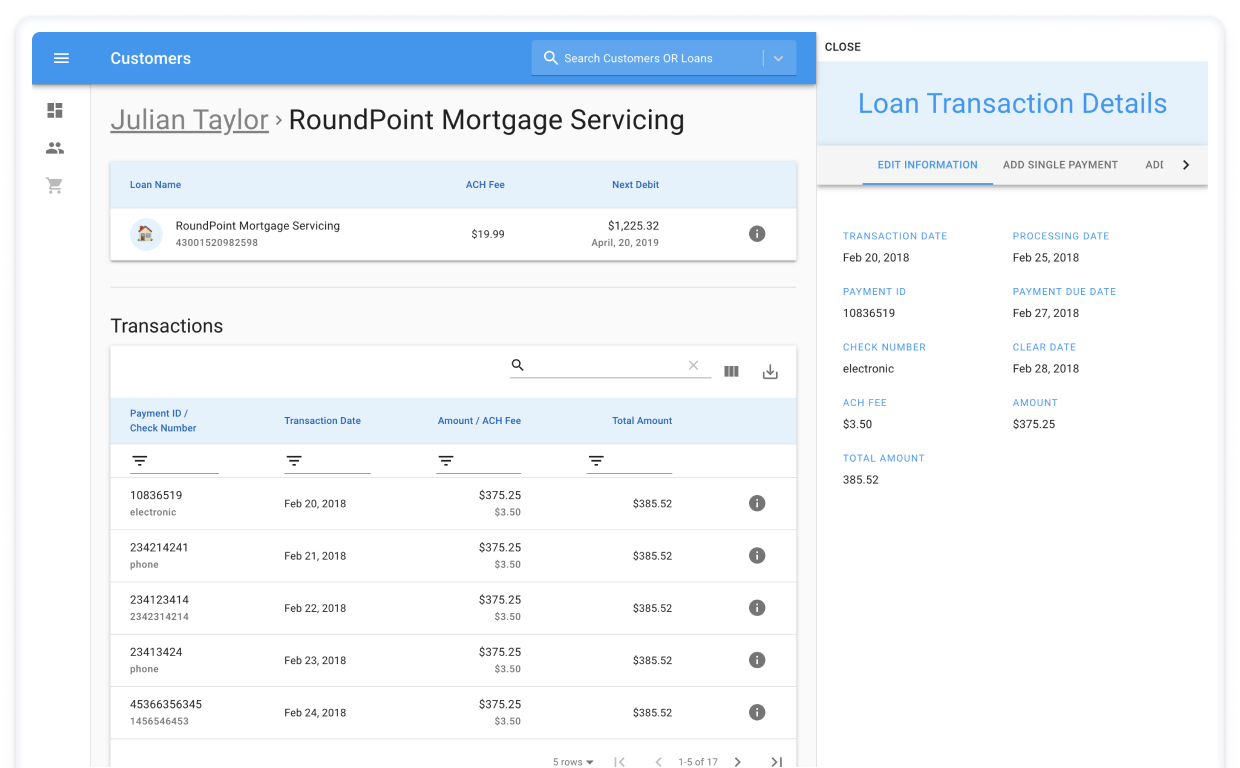 Customers
Search Customers OR Loans
Julian Taylor › RoundPoint Mortgage Servicing
Loan Name ACH Fee Next Debit
RoundPoint Mortgage Servicing
43001520982598
$19.99
$1,225.32
April, 20, 2019
Transactions
Payment ID /
Check Number
Transaction Date Amount / ACH Fee Total Amount
10836519
electronic
Feb 20, 2018
$375.25
$3.50
$385.52
234214241
phone
Feb 21, 2018
$375.25
$3.50
$385.52
234123414
2342314214
Feb 22, 2018
$375.25
$3.50
$385.52
23413424
phone
Feb 23, 2018
$375.25
$3.50
$385.52
45366356345
1456546453
Feb 24, 2018
$375.25
$3.50
$385.52
5 rows 1-5 of 17
CLOSE
Loan Transaction Details
EDIT INFORMATION ADD SINGLE PAYMENT
TRANSACTION DATE PROCESSING DATE
Feb 20, 2018 Feb 25, 2018
PAYMENT ID PAYMENT DUE DATE
10836519 Feb 27, 2018
CHECK NUMBER CLEAR DATE
electronic Feb 28, 2018
ACH FEE AMOUNT
$3.50 $375.25
TOTAL AMOUNT
385.52